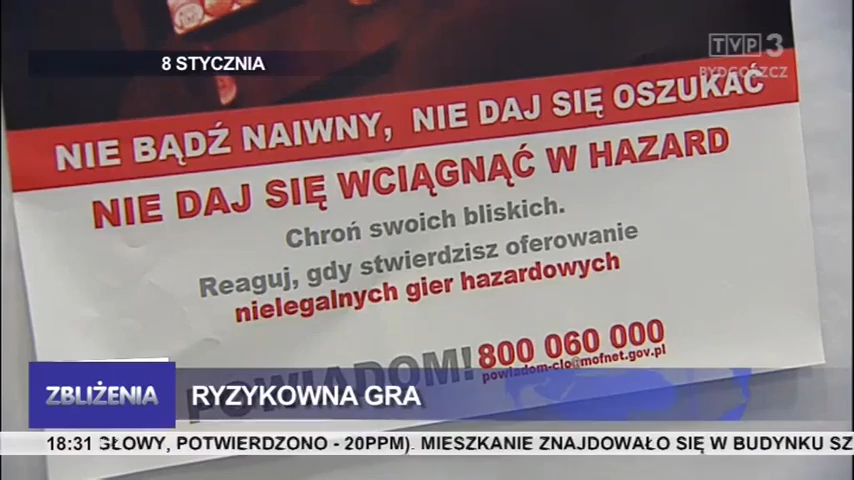 8 STYCZNIA
TVP3
BYDGOSZCZ
NIE BĄDŹ NAIWNY, NIE DAJ SIĘ OSZUKAĆ
NIE DAJ SIĘ WCIĄGNĄĆ W HAZARD
Chroń swoich bliskich.
Reaguj, gdy stwierdzisz oferowanie
nielegalnych gier hazardowych
POWIADOM! 800 060 000
powiadom-clo@mofnet.gov.pl
ZBLIŻENIA
RYZYKOWNA GRA
18:31 GŁOWY, POTWIERDZONO - 20PPM). MIESZKANIE ZNAJDOWAŁO SIĘ W BUDYNKU SZ